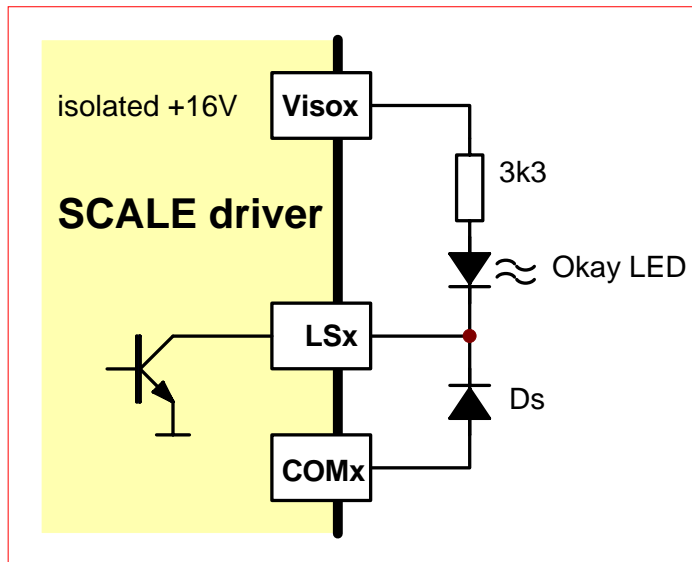 isolated +16V
Visox
3k3
SCALE driver
Okay LED
LSx
Ds
COMx